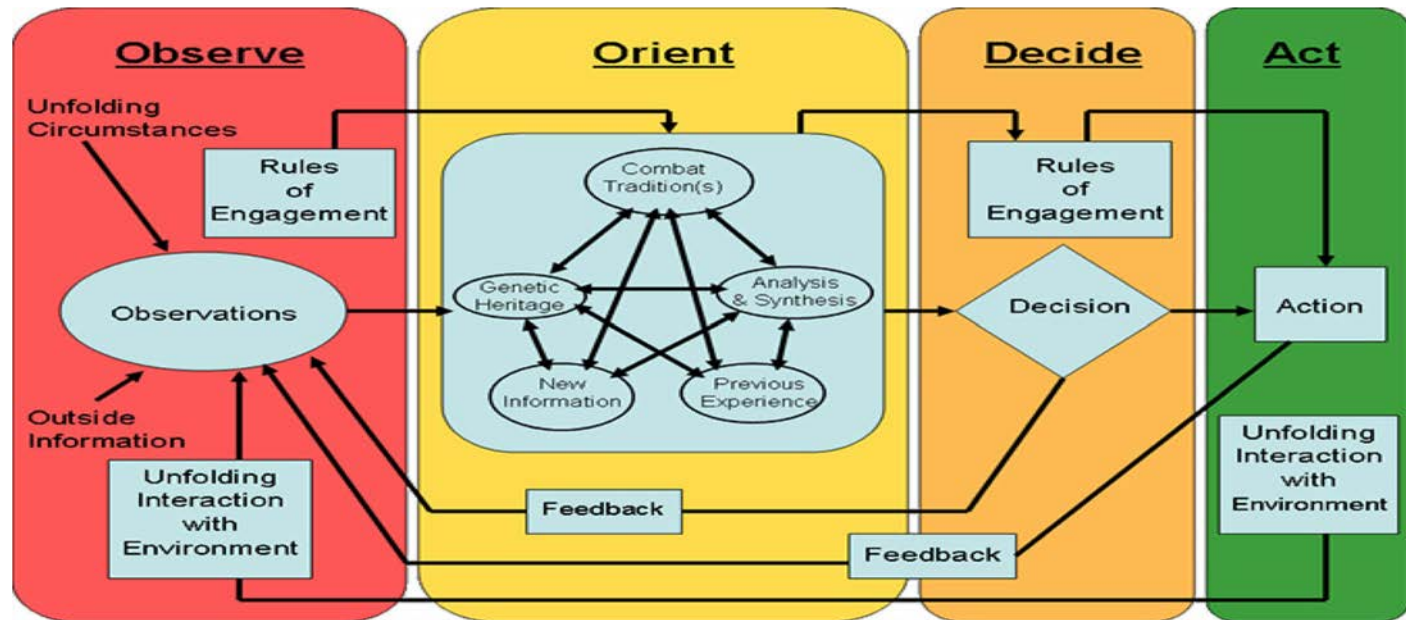 Observe
Unfolding
Circumstances
Rules
of
Engagement
Observations
Outside
Information
Unfolding
Interaction
with
Environment
Orient
Combat
Tradition(s)
Genetic
Heritage
Analysis
& Synthesis
New
Information
Previous
Experience
Feedback
Feedback
Decide
Rules
of
Engagement
Decision
Act
Action
Unfolding
Interaction
with
Environment